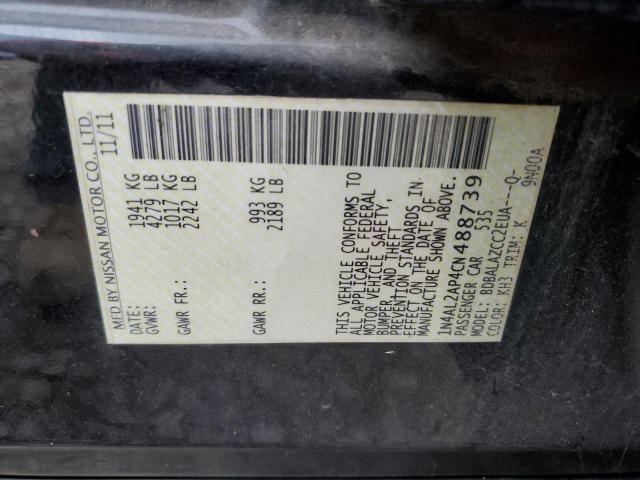 MFD BY NISSAN MOTOR CO., LTD.
DATE: 11/11
GVWR: 1941 KG
4279 LB
GAWR FR: 1017 KG
2242 LB
GAWR RR: 993 KG
2189 LB
THIS VEHICLE CONFORMS TO
ALL APPLICABLE FEDERAL
MOTOR VEHICLE SAFETY,
BUMPER, AND THEFT
PREVENTION STANDARDS IN
EFFECT ON THE DATE OF
MANUFACTURE SHOWN ABOVE.
1N4AL2AP4CN488739
PASSENGER CAR 535
MODEL: BDBALAZCC2EUA---Q-
COLOR: KH3 TRIM: K 9N00A